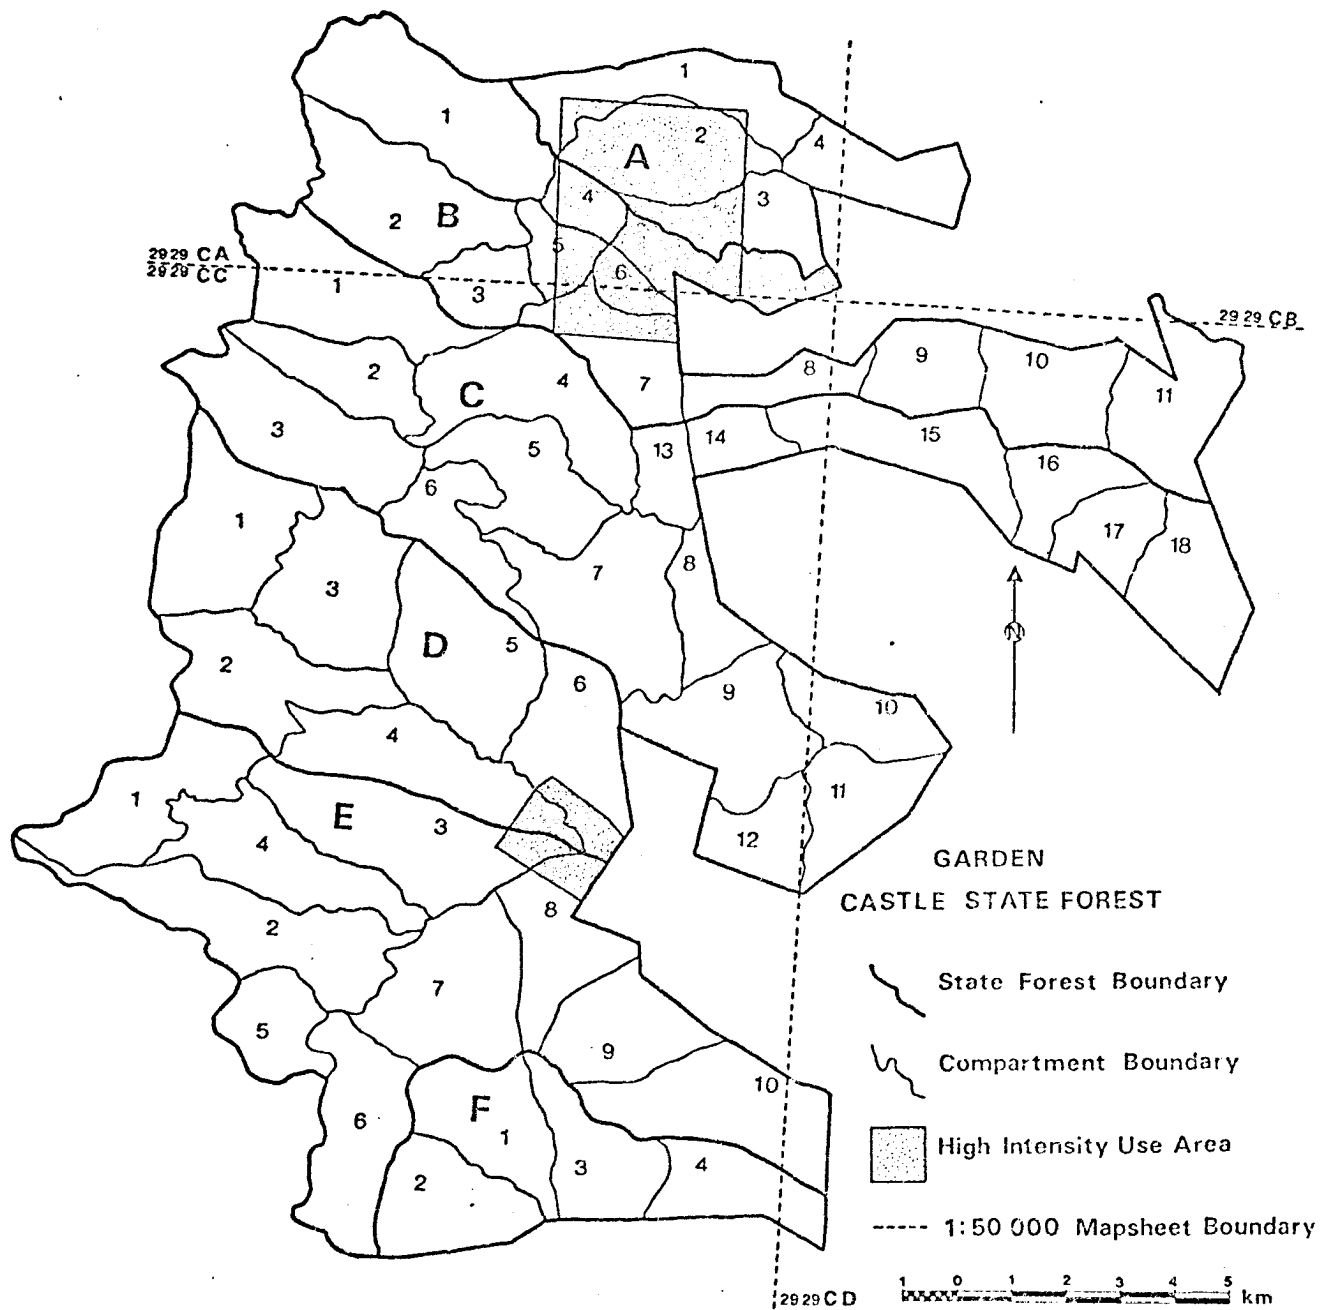 1
1
2
A
4
4
3
2
B
5
2929 CA
2929 CC
6
1
3
2929 CB
2
C
4
7
8
9
10
11
3
5
13
14
15
16
6
1
17
18
7
8
3
N
D
5
2
6
9
10
4
1
E
3
11
4
12
GARDEN
CASTLE STATE FOREST
8
2
State Forest Boundary
7
5
9
Compartment Boundary
10
6
F
1
High Intensity Use Area
3
4
2
1:50 000 Mapsheet Boundary
1 0 1 2 3 4 5 km
2929 CD